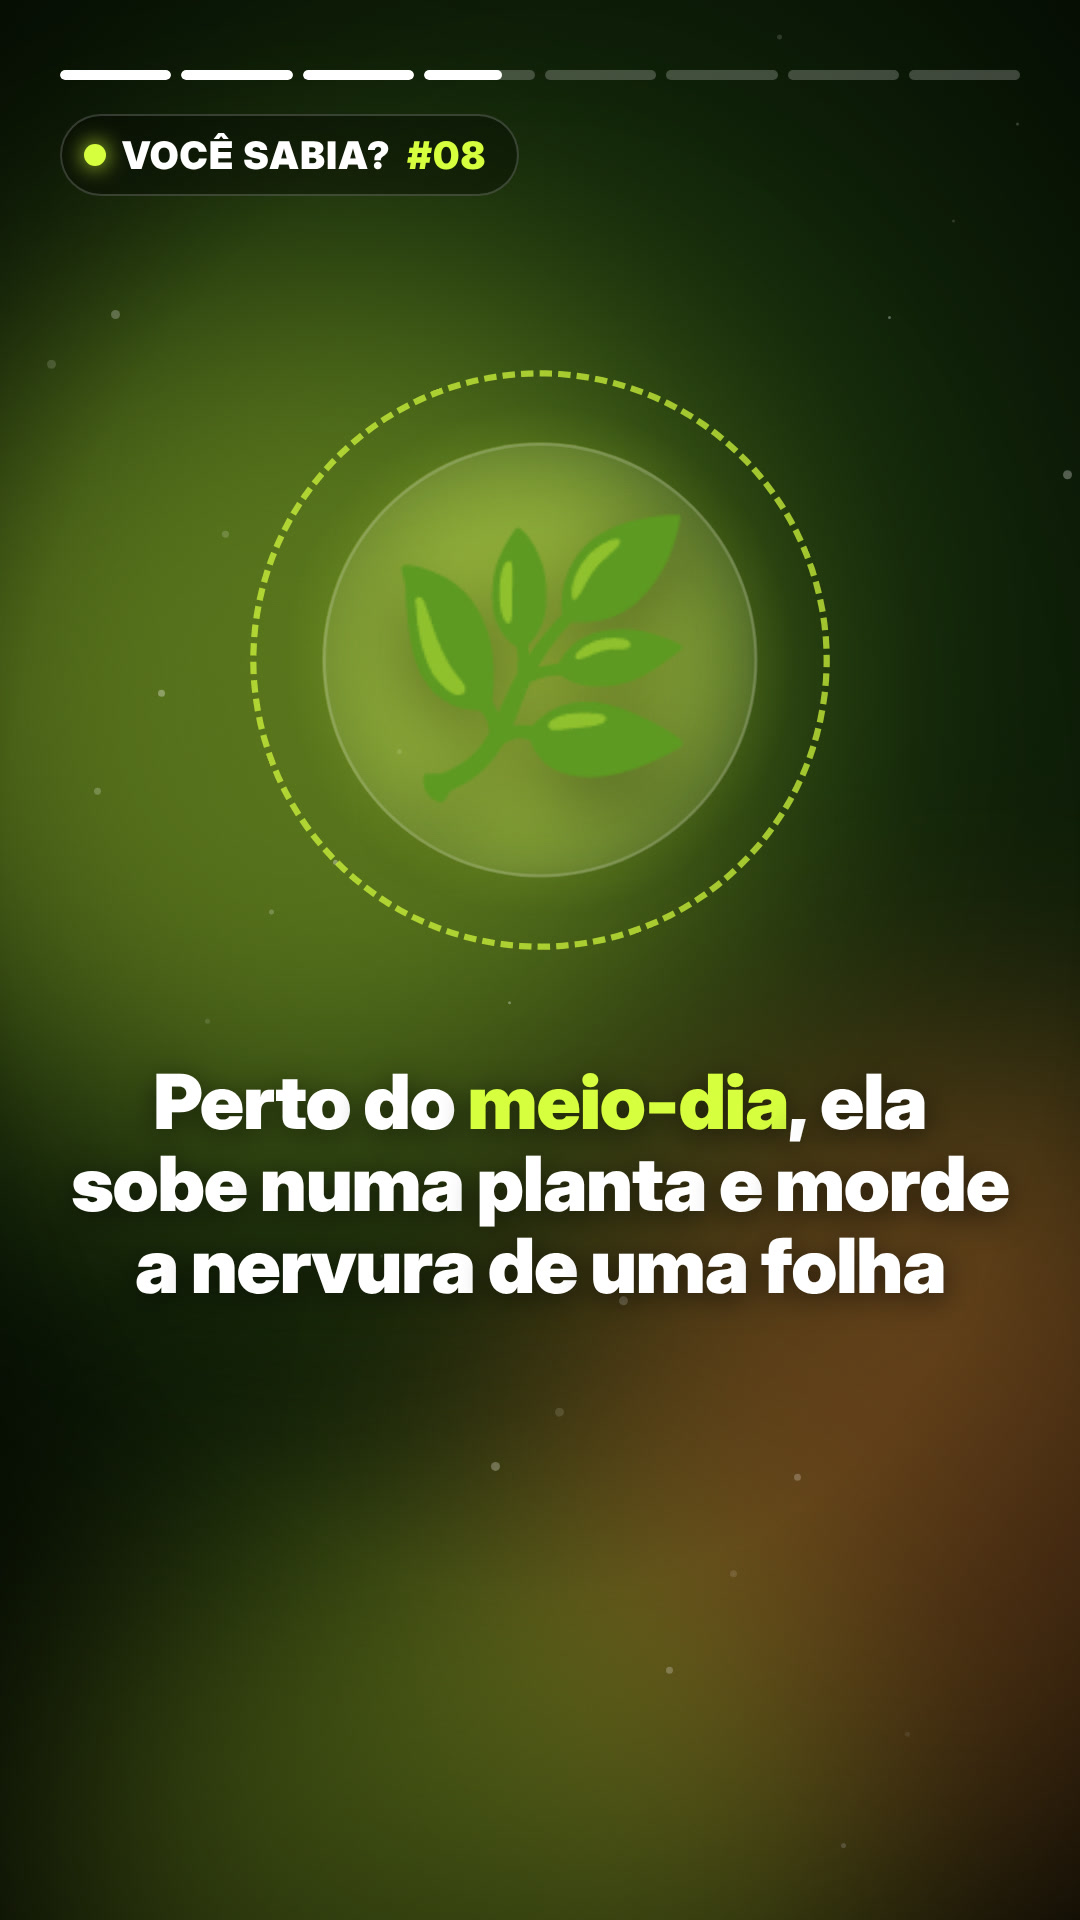 VOCÊ SABIA? #08
Perto do meio-dia, ela
sobe numa planta e morde
a nervura de uma folha